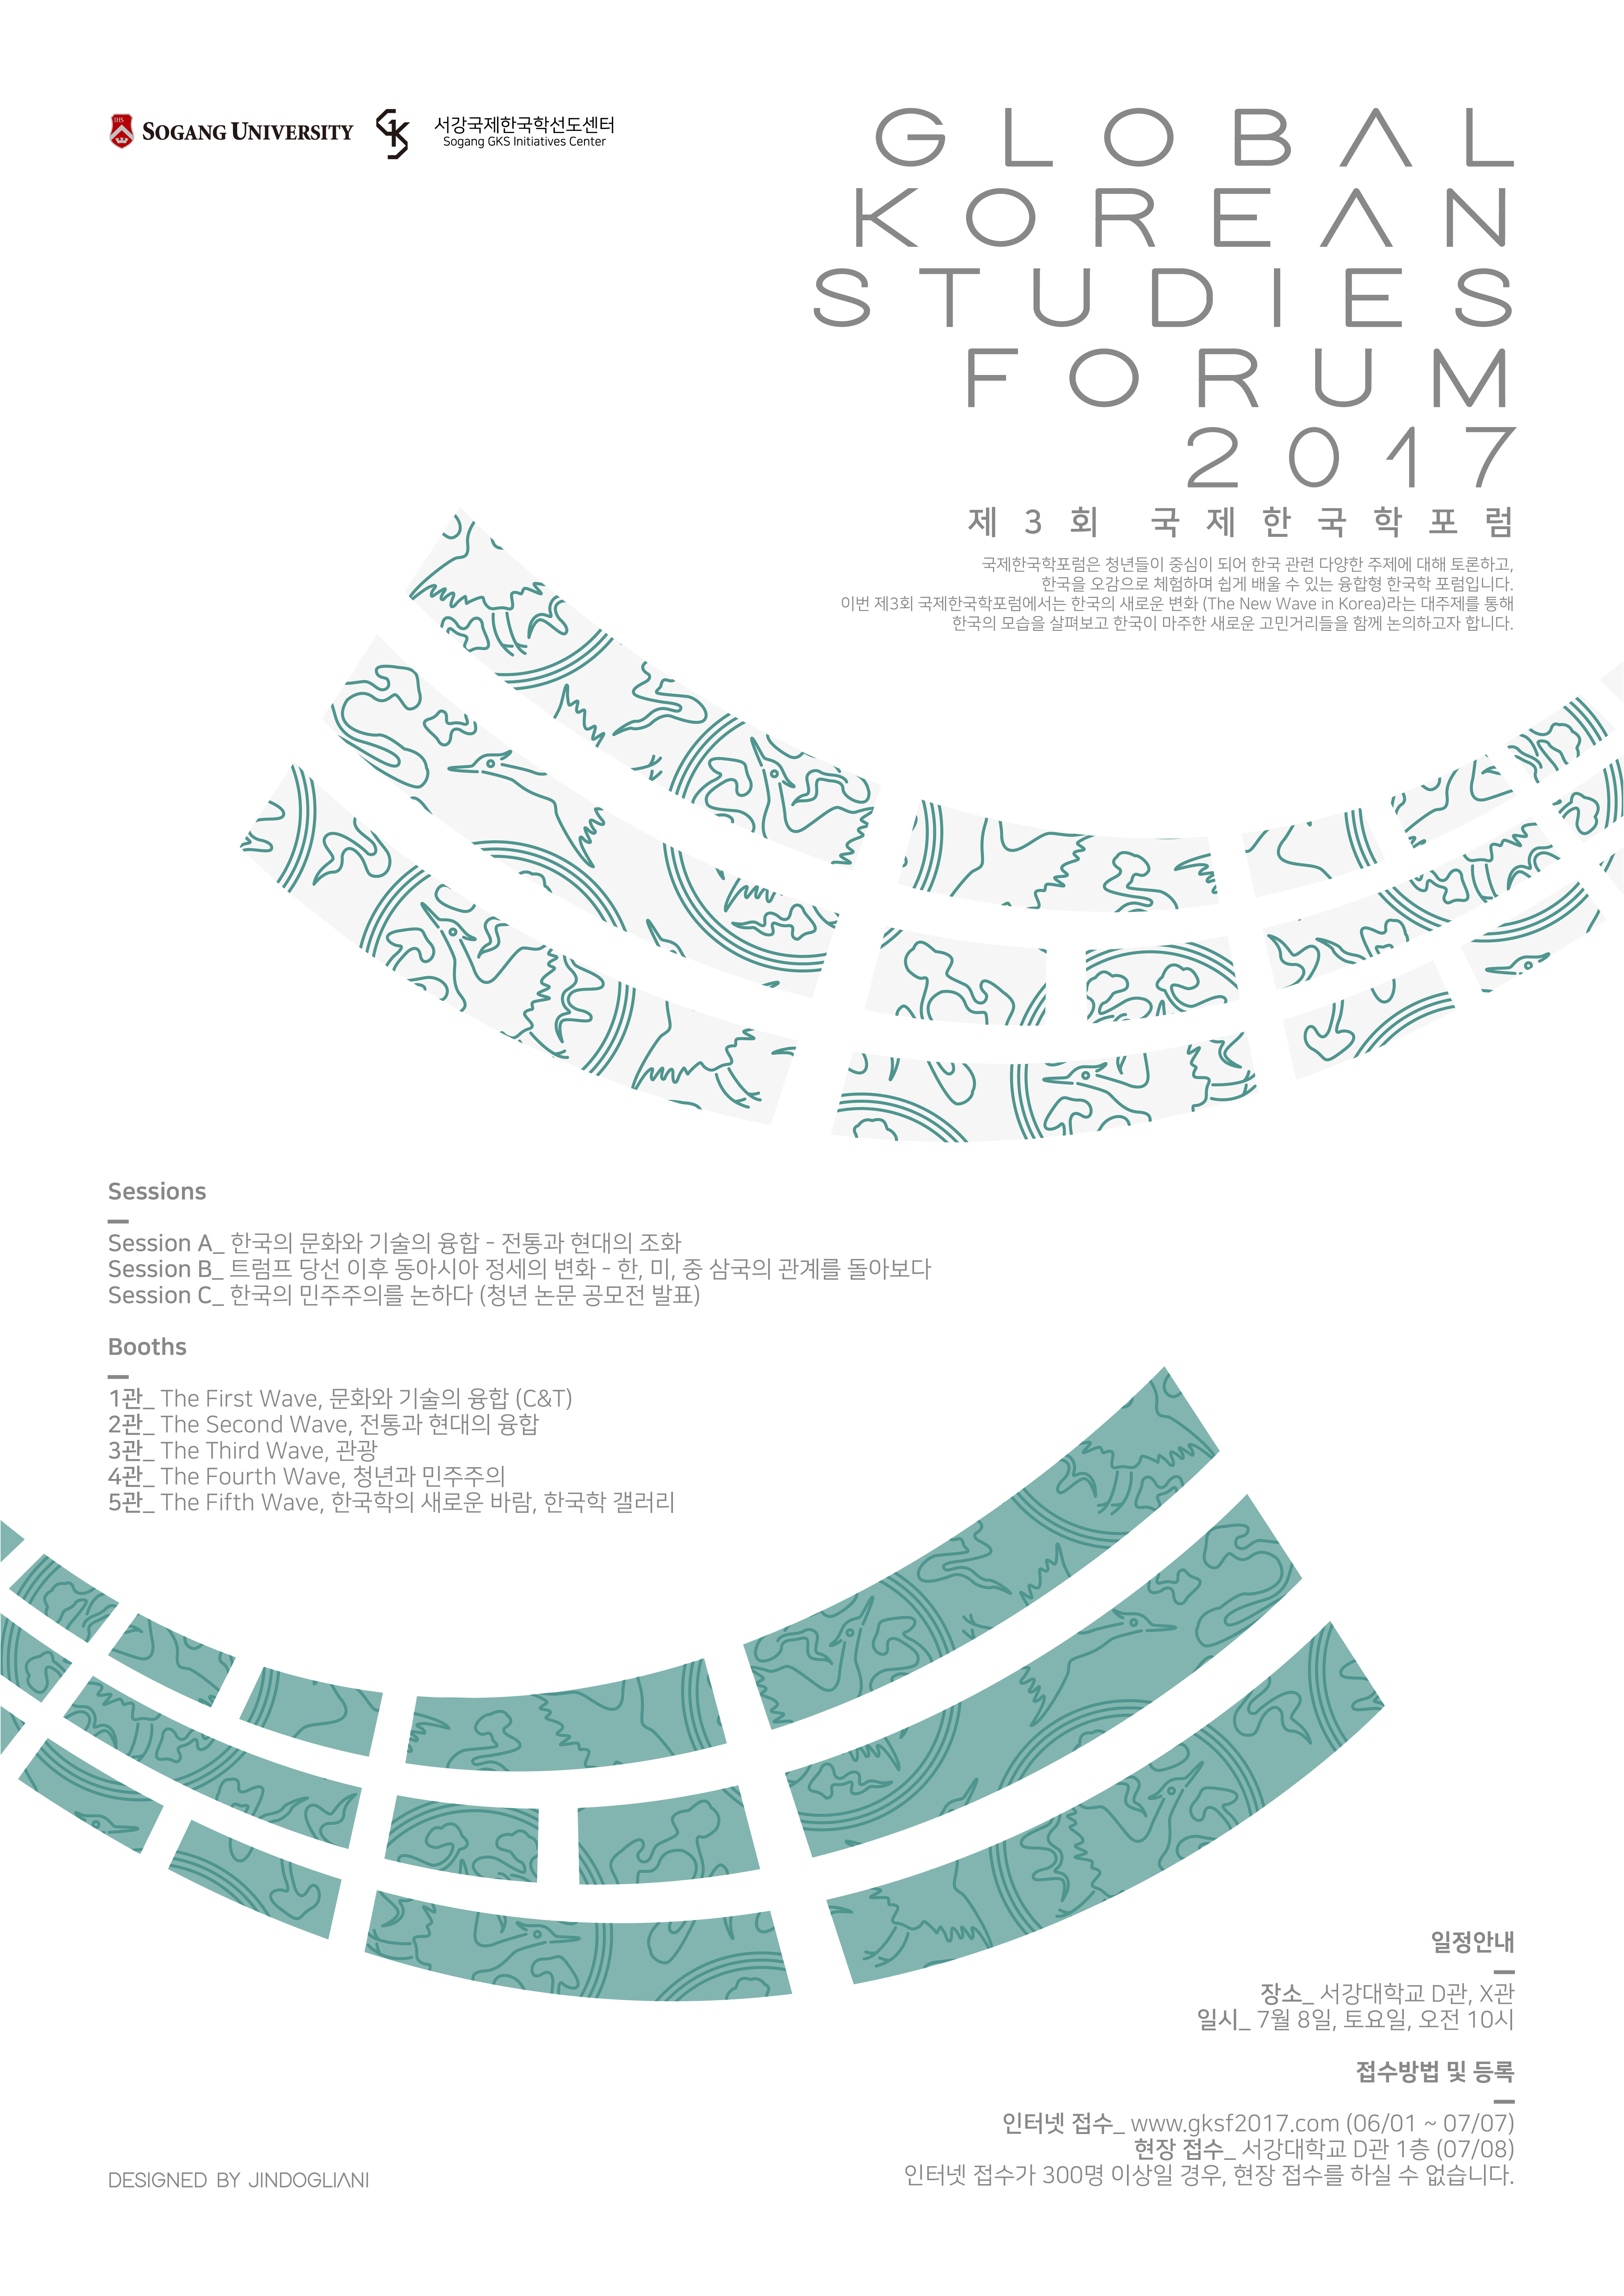 SOGANG UNIVERSITY
서강국제한국학선도센터
Sogang GKS Initiatives Center
GLOBAL
KOREAN
STUDIES
FORUM
2017
제3회 국제한국학포럼
국제한국학포럼은 청년들이 중심이 되어 한국 관련 다양한 주제에 대해 토론하고,
한국을 오감으로 체험하며 쉽게 배울 수 있는 융합형 한국학 포럼입니다.
이번 제3회 국제한국학포럼에서는 한국의 새로운 변화 (The New Wave in Korea)라는 대주제를 통해
한국의 모습을 살펴보고 한국이 마주한 새로운 고민거리들을 함께 논의하고자 합니다.
Sessions
Session A_ 한국의 문화와 기술의 융합 - 전통과 현대의 조화
Session B_ 트럼프 당선 이후 동아시아 정세의 변화 - 한, 미, 중 삼국의 관계를 돌아보다
Session C_ 한국의 민주주의를 논하다 (청년 논문 공모전 발표)
Booths
1관_ The First Wave, 문화와 기술의 융합 (C&T)
2관_ The Second Wave, 전통과 현대의 융합
3관_ The Third Wave, 관광
4관_ The Fourth Wave, 청년과 민주주의
5관_ The Fifth Wave, 한국학의 새로운 바람, 한국학 갤러리
일정안내
장소_ 서강대학교 D관, X관
일시_ 7월 8일, 토요일, 오전 10시
접수방법 및 등록
인터넷 접수_ www.gksf2017.com (06/01 ~ 07/07)
현장 접수_ 서강대학교 D관 1층 (07/08)
인터넷 접수가 300명 이상일 경우, 현장 접수를 하실 수 없습니다.
DESIGNED BY JINDOGLIANI